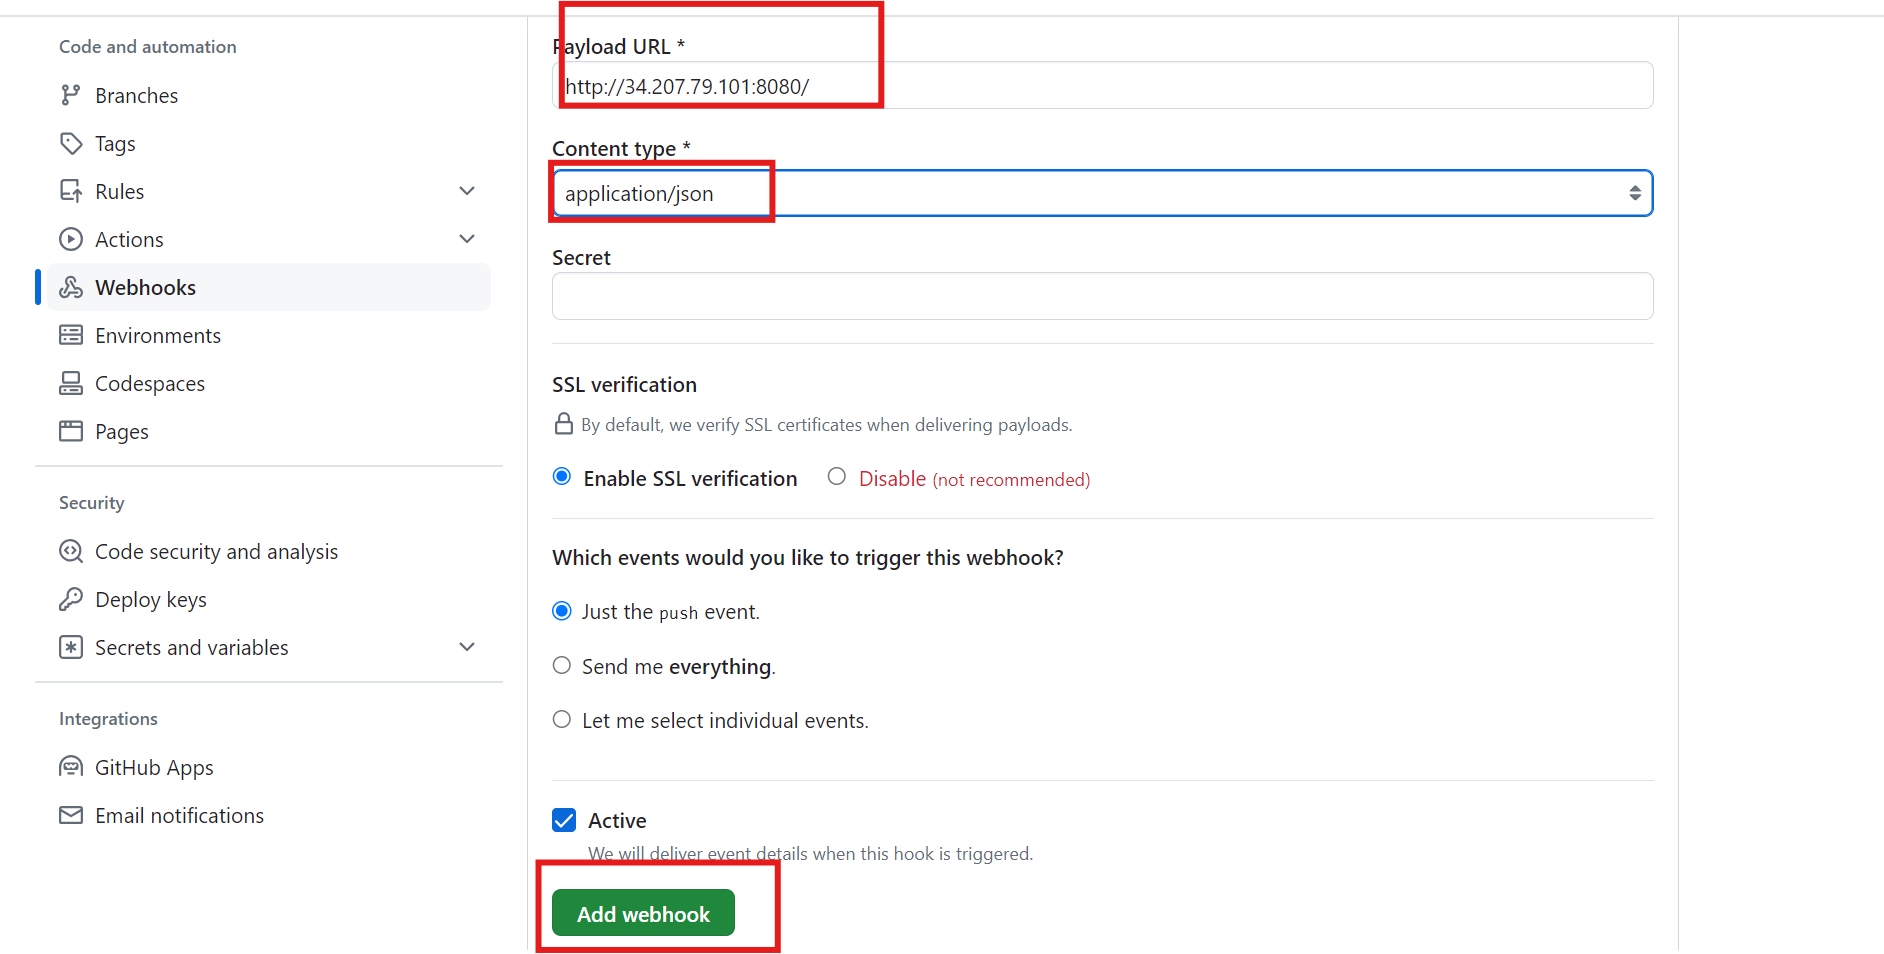 Code and automation
Branches
Tags
Rules
Actions
Webhooks
Environments
Codespaces
Pages
Security
Code security and analysis
Deploy keys
Secrets and variables
Integrations
GitHub Apps
Email notifications
Payload URL *
http://34.207.79.101:8080/
Content type *
application/json
Secret
SSL verification
By default, we verify SSL certificates when delivering payloads.
Enable SSL verification Disable (not recommended)
Which events would you like to trigger this webhook?
Just the push event.
Send me everything.
Let me select individual events.
Active
We will deliver event details when this hook is triggered.
Add webhook